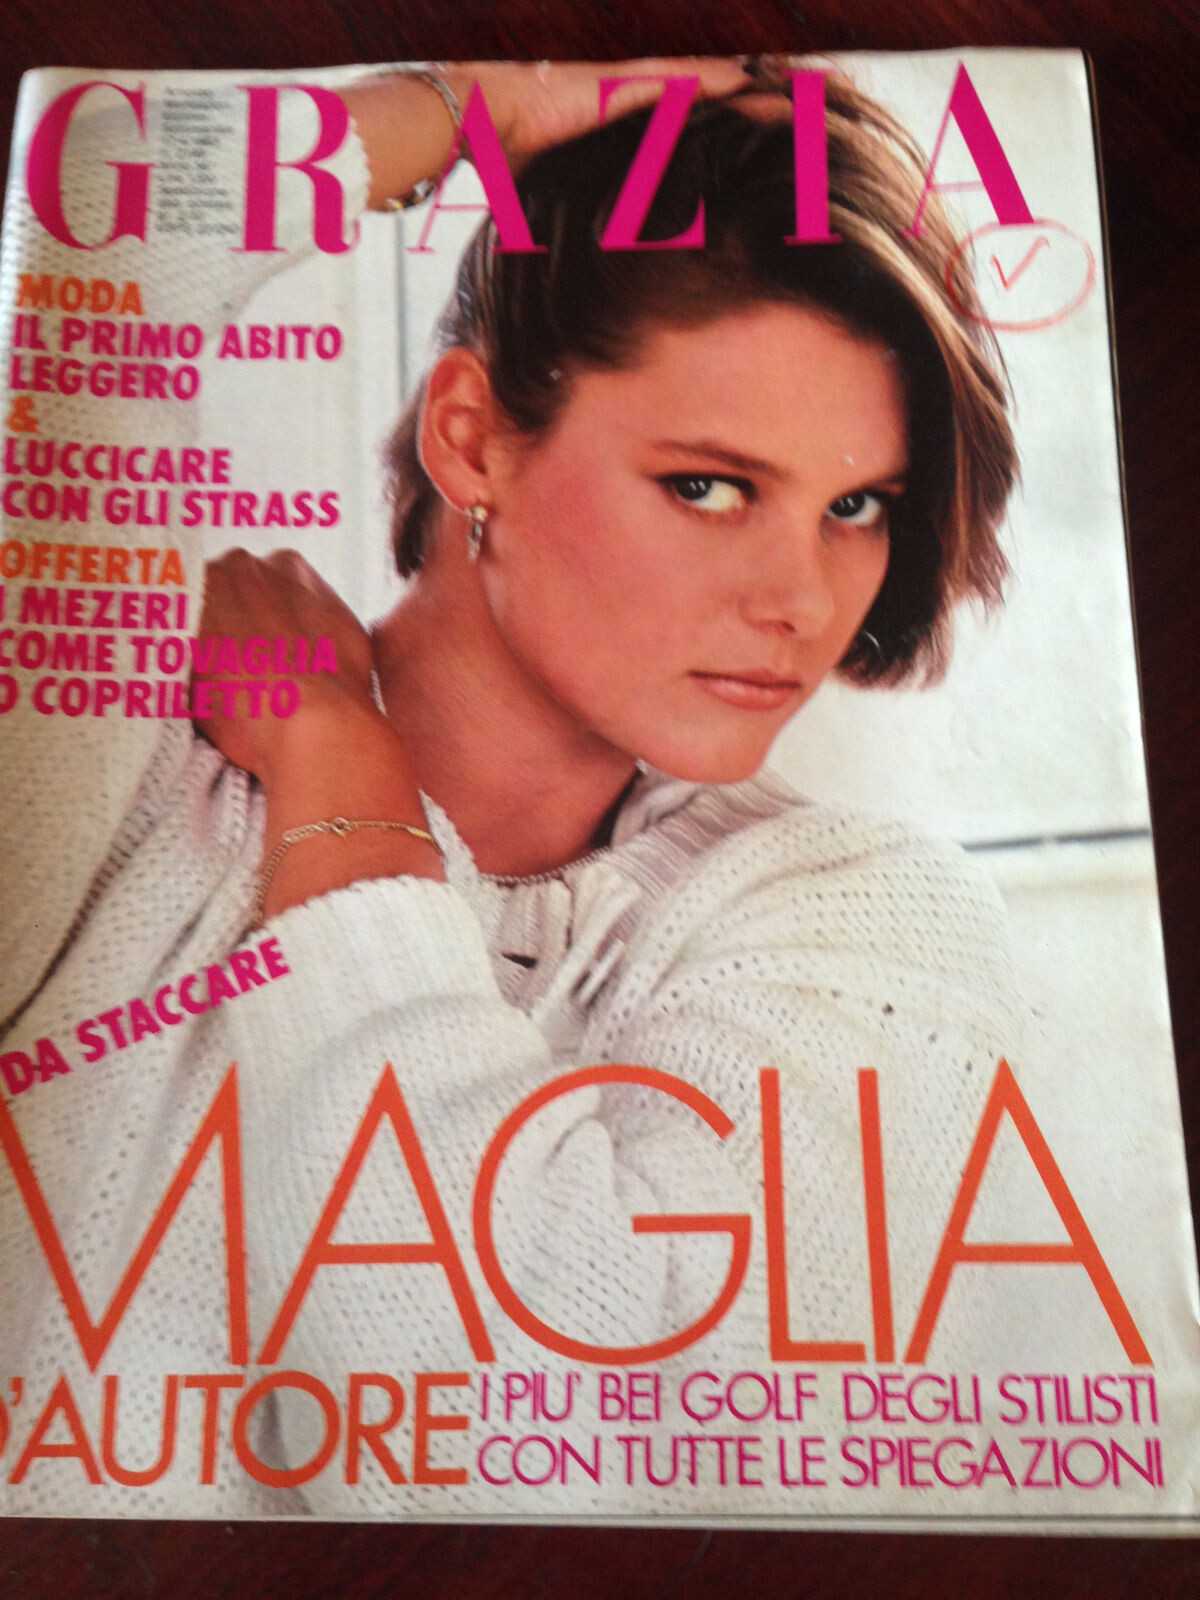 GRAZIA
MODA
IL PRIMO ABITO
LEGGERO
&
LUCCICARE
CON GLI STRASS
OFFERTA
I MEZERI
COME TOVAGLIA
O COPRILETTO
DA STACCARE
MAGLIA
D'AUTORE
I PIU' BEI GOLF DEGLI STILISTI
CON TUTTE LE SPIEGAZIONI